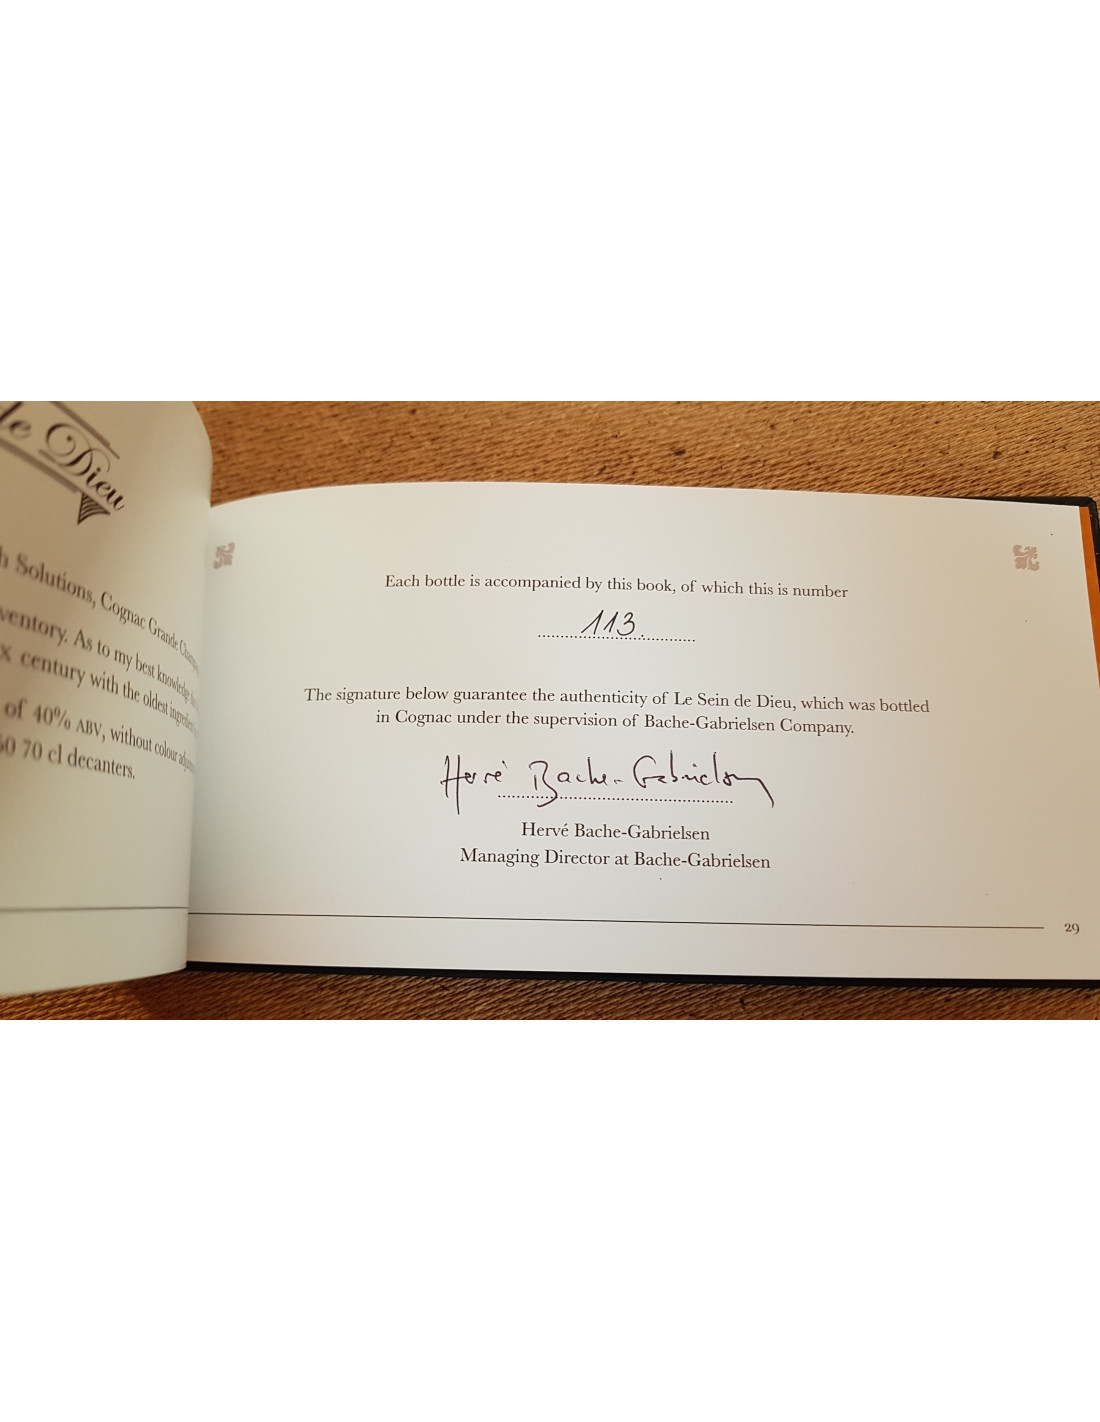 de Dieu
Solutions, Cognac Grande
As to my best knowledge
century with the oldest
of 40% ABV, without colour
70 cl decanters.
Each bottle is accompanied by this book, of which this is number
113.
The signature below guarantee the authenticity of Le Sein de Dieu, which was bottled
in Cognac under the supervision of Bache-Gabrielsen Company.
Hervé Bache-Gabrielsen
Hervé Bache-Gabrielsen
Managing Director at Bache-Gabrielsen
29